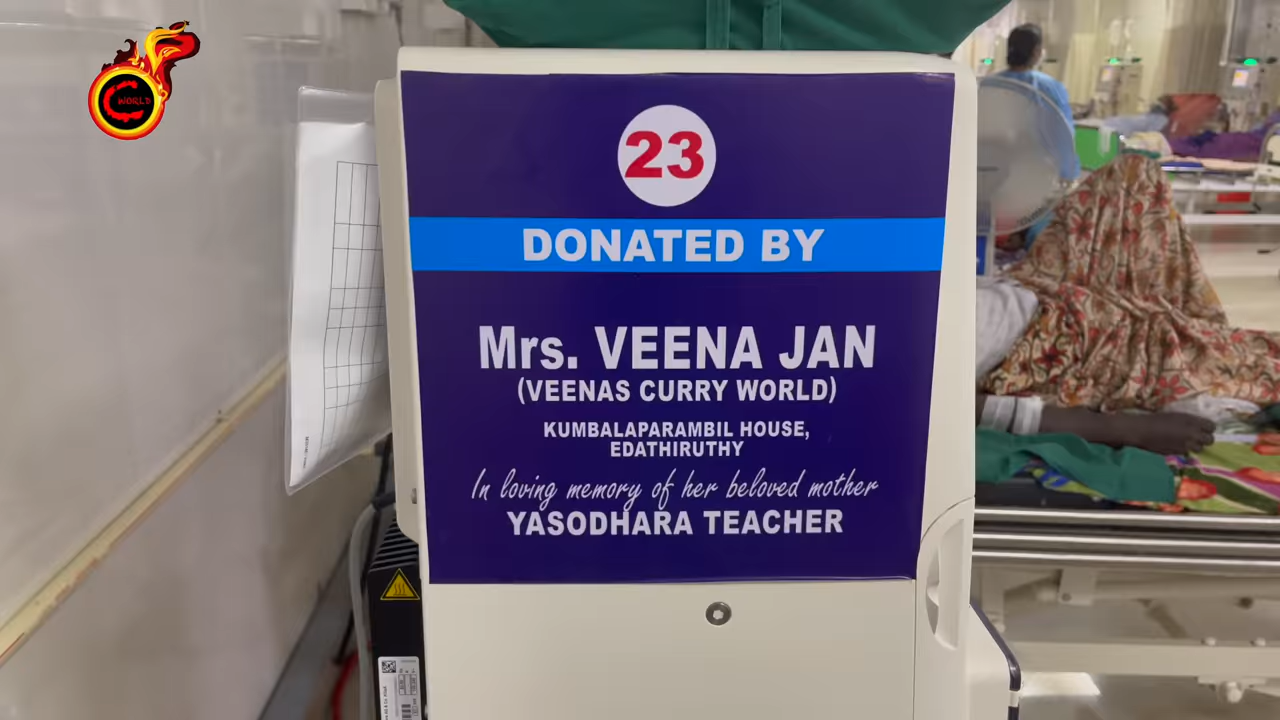 C WORLD
23
DONATED BY
Mrs. VEENA JAN
(VEENAS CURRY WORLD)
KUMBALAPARAMBIL HOUSE,
EDATHIRUTHY
In loving memory of her beloved mother
YASODHARA TEACHER